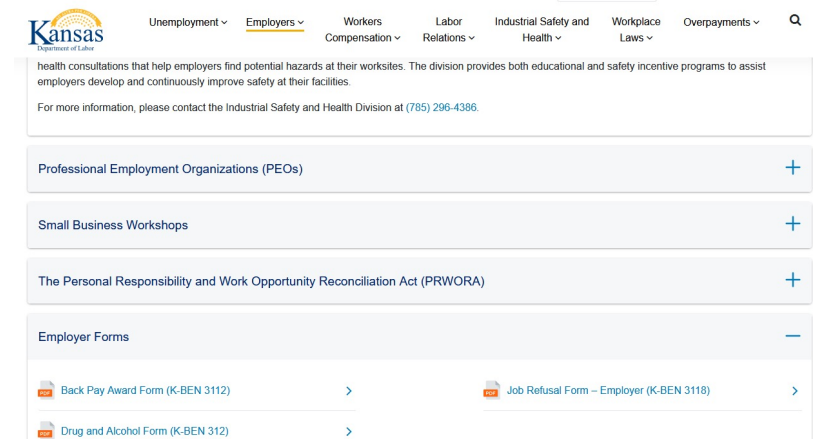 Kansas
Department of Labor
Unemployment
Employers
Workers
Compensation
Labor
Relations
Industrial Safety and
Health
Workplace
Laws
Overpayments
health consultations that help employers find potential hazards at their worksites. The division provides both educational and safety incentive programs to assist
employers develop and continuously improve safety at their facilities.
For more information, please contact the Industrial Safety and Health Division at (785) 296-4386.
Professional Employment Organizations (PEOs)
Small Business Workshops
The Personal Responsibility and Work Opportunity Reconciliation Act (PRWORA)
Employer Forms
PDF Back Pay Award Form (K-BEN 3112)
PDF Job Refusal Form – Employer (K-BEN 3118)
PDF Drug and Alcohol Form (K-BEN 312)